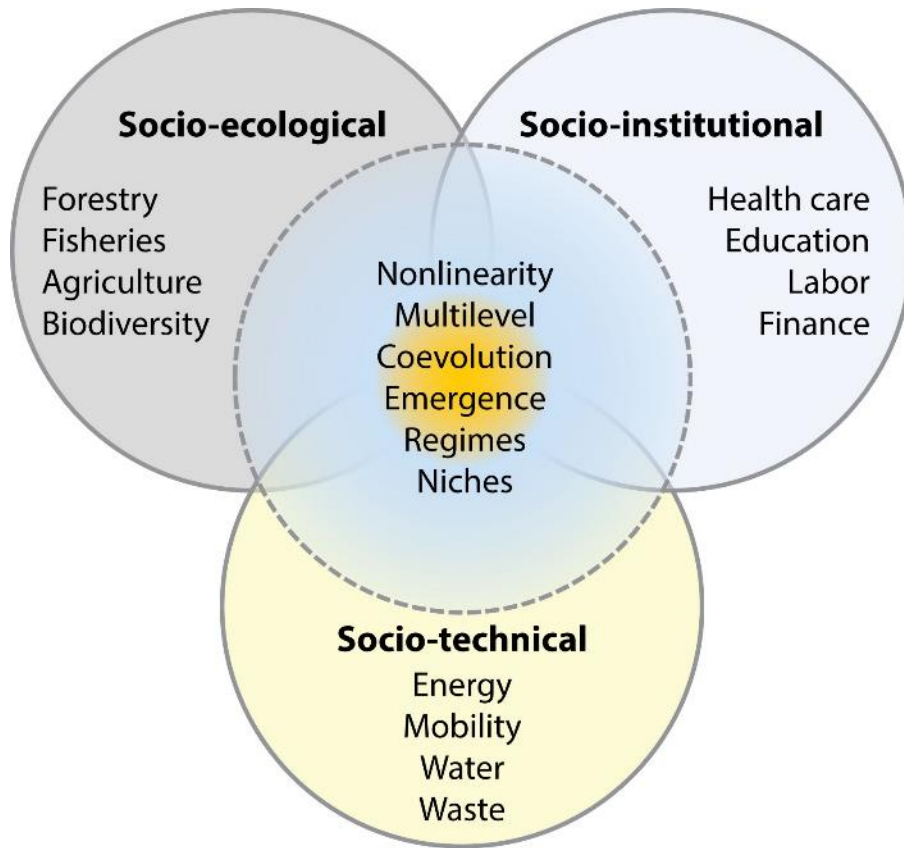 Socio-ecological
Forestry
Fisheries
Agriculture
Biodiversity
Socio-institutional
Health care
Education
Labor
Finance
Nonlinearity
Multilevel
Coevolution
Emergence
Regimes
Niches
Socio-technical
Energy
Mobility
Water
Waste